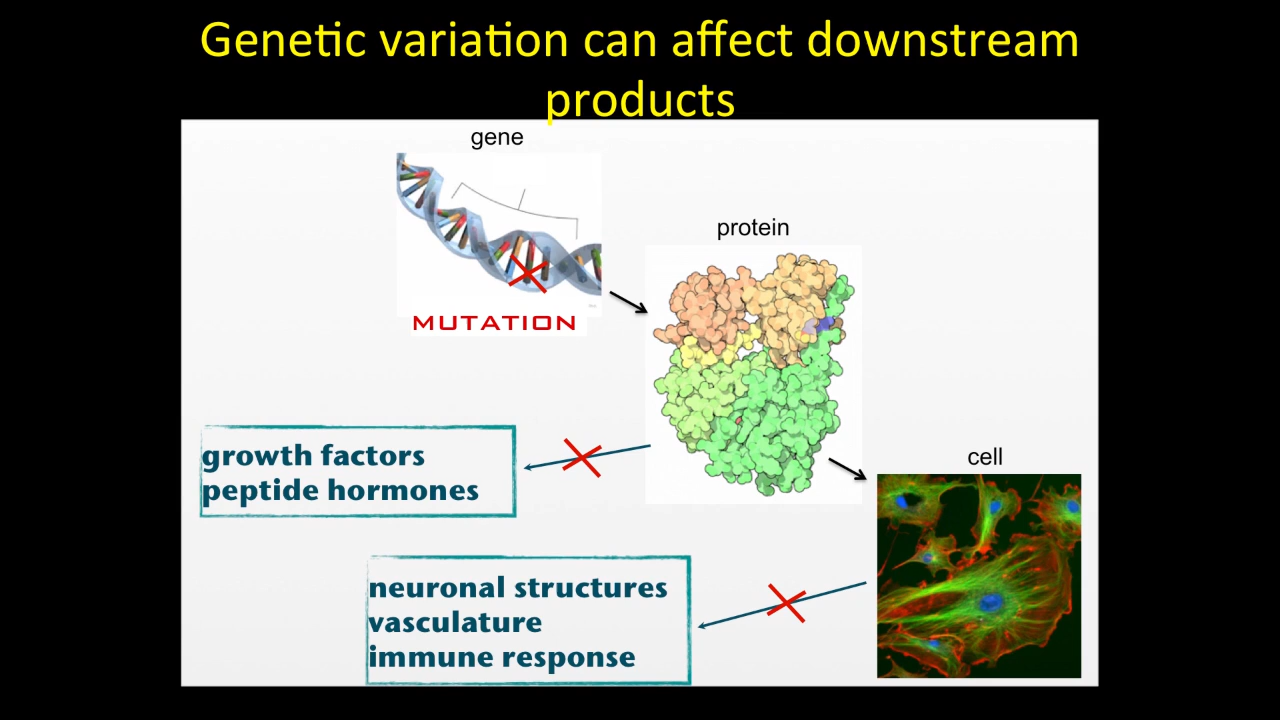 Genetic variation can affect downstream
products
gene
MUTATION
protein
growth factors
peptide hormones
cell
neuronal structures
vasculature
immune response